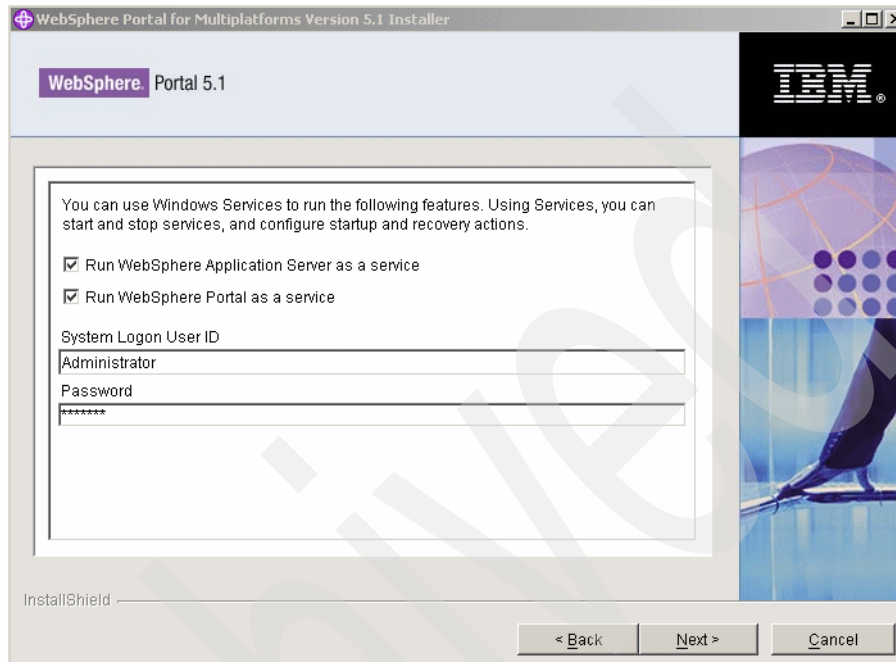 WebSphere Portal for Multiplatforms Version 5.1 Installer
WebSphere. Portal 5.1
IBM®
You can use Windows Services to run the following features. Using Services, you can
start and stop services, and configure startup and recovery actions.
Run WebSphere Application Server as a service
Run WebSphere Portal as a service
System Logon User ID
Administrator
Password
*******
InstallShield
< Back Next > Cancel